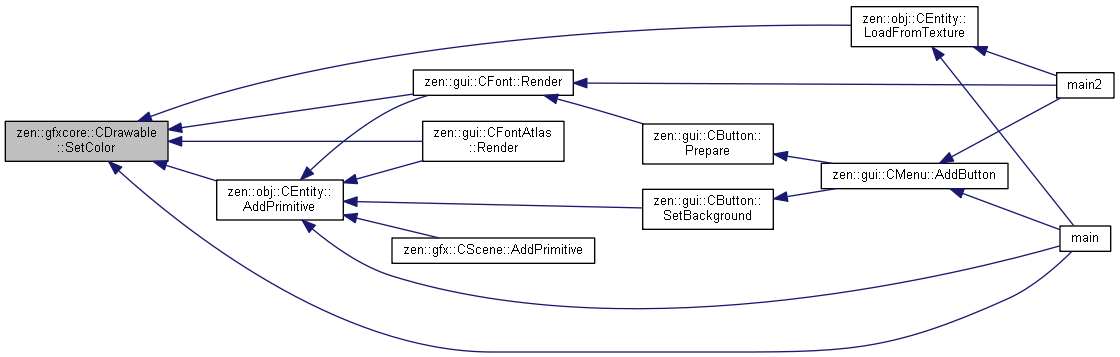 zen::gfxcore::CDrawable
::SetColor
zen::obj::CEntity::
LoadFromTexture
zen::gui::CFont::Render
main2
zen::gui::CFontAtlas
::Render
zen::gui::CButton::
Prepare
zen::gui::CMenu::AddButton
zen::obj::CEntity::
AddPrimitive
zen::gui::CButton::
SetBackground
zen::gfx::CScene::AddPrimitive
main